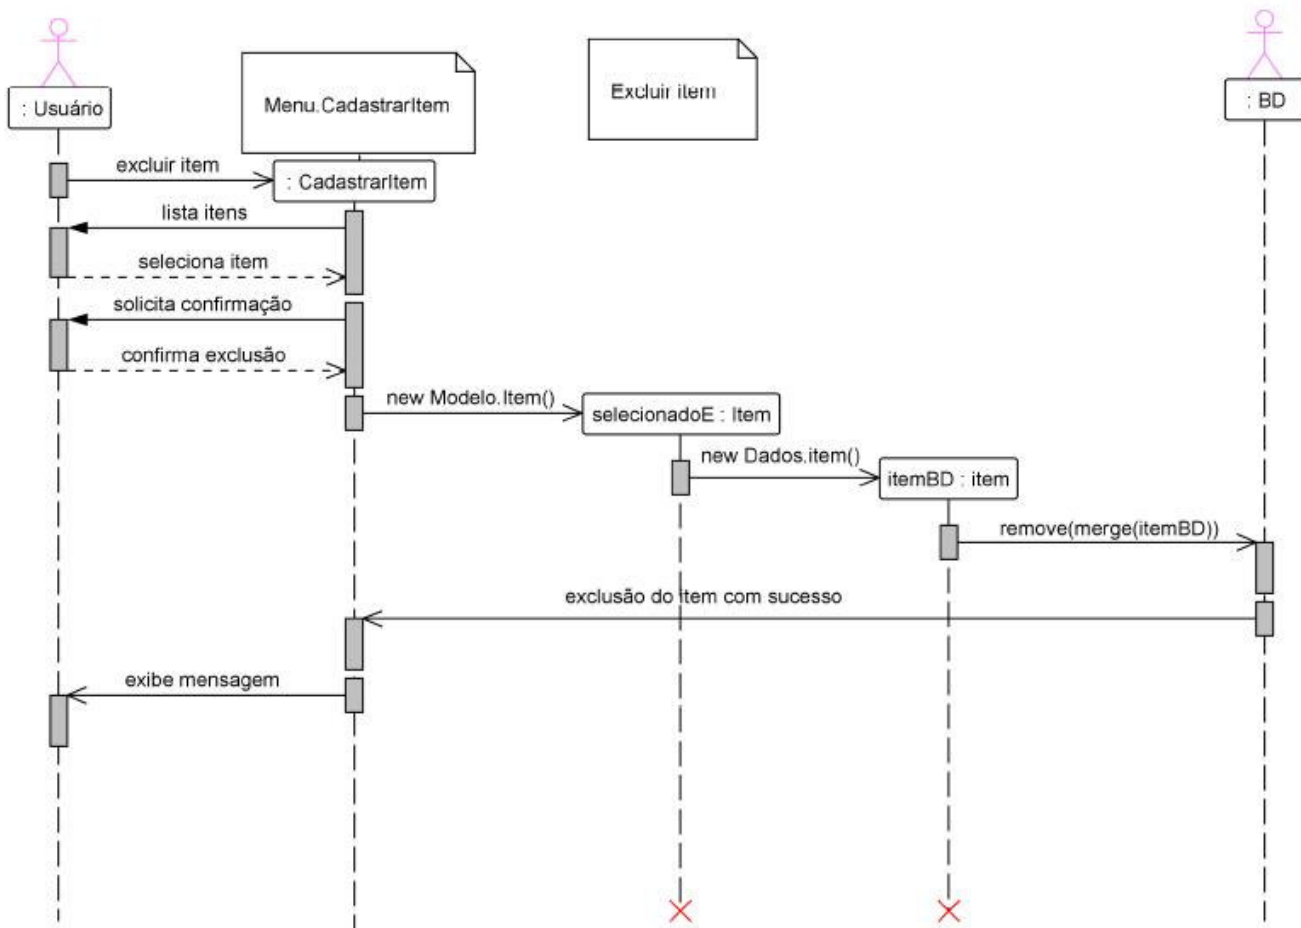 : Usuário
Menu.CadastrarItem
Excluir item
: BD
excluir item
: CadastrarItem
lista itens
seleciona item
solicita confirmação
confirma exclusão
new Modelo.Item()
selecionadoE : Item
new Dados.item()
itemBD : item
remove(merge(itemBD))
exclusão do item com sucesso
exibe mensagem